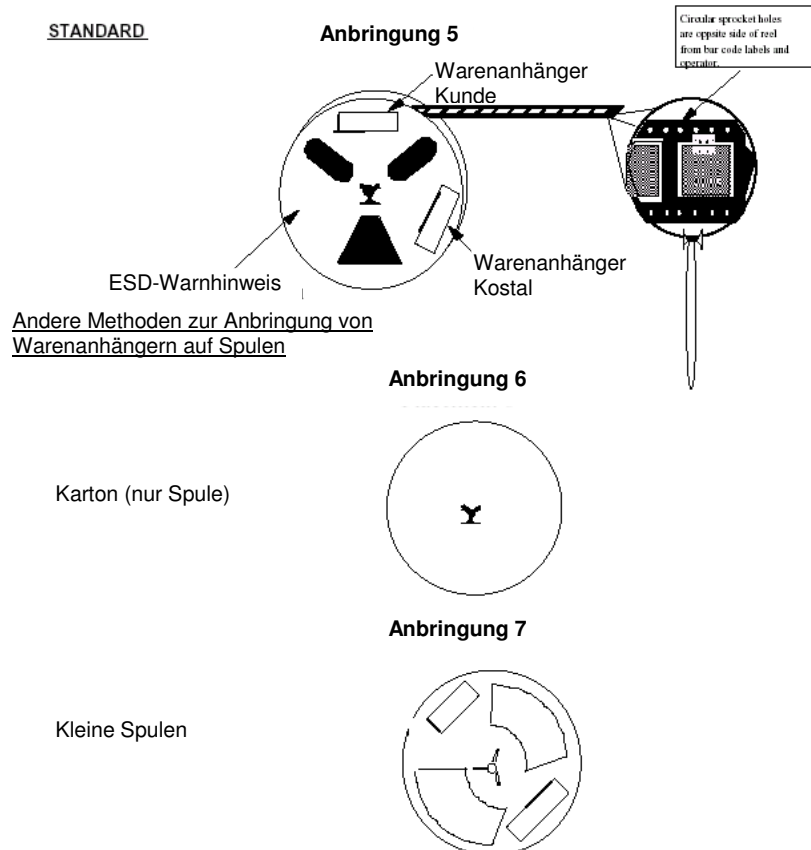 STANDARD
Anbringung 5
Circular sprocket holes
are oppsite side of reel
from bar code labels and
operator.
Warenanhänger
Kunde
Warenanhänger
Kostal
ESD-Warnhinweis
Andere Methoden zur Anbringung von
Warenanhängern auf Spulen
Anbringung 6
Karton (nur Spule)
Anbringung 7
Kleine Spulen